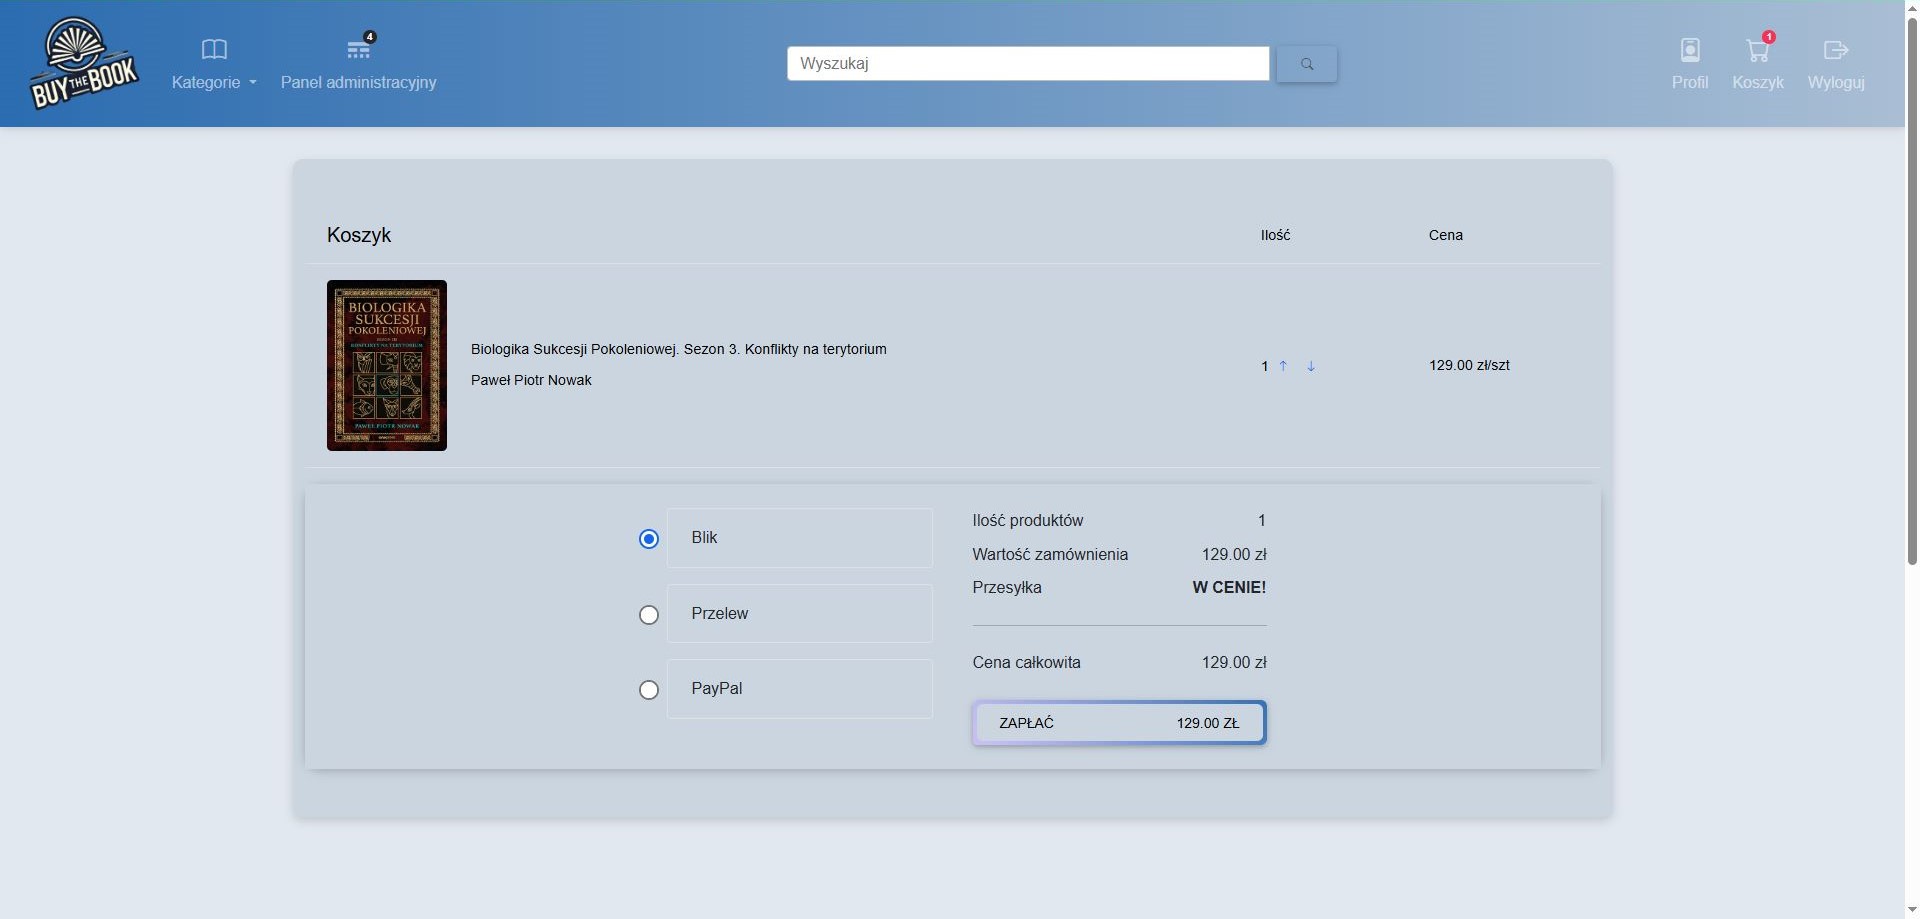 BUY THE BOOK
Kategorie
4
Panel administracyjny
Wyszukaj
Profil
1
Koszyk
Wyloguj
Koszyk
Ilość
Cena
BIOLOGIKA
SUKCESJI
POKOLENIOWEJ
SEZON III
KONFLIKTY NA TERYTORIUM
PAWEŁ PIOTR NOWAK
Biologika Sukcesji Pokoleniowej. Sezon 3. Konflikty na terytorium
Paweł Piotr Nowak
1
129.00 zł/szt
Blik
Przelew
PayPal
Ilość produktów 1
Wartość zamównienia 129.00 zł
Przesyłka W CENIE!
Cena całkowita 129.00 zł
ZAPŁAĆ 129.00 ZŁ